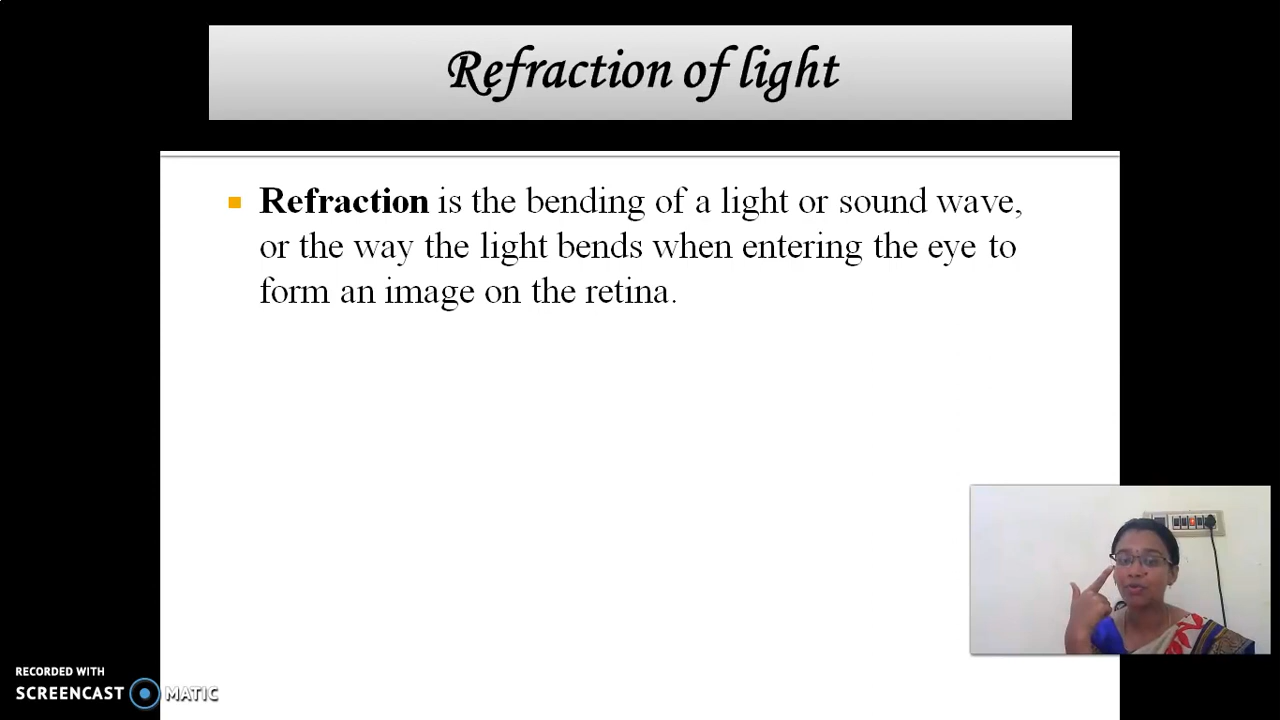 Refraction of light
Refraction is the bending of a light or sound wave,
or the way the light bends when entering the eye to
form an image on the retina.
RECORDED WITH
SCREENCAST MATIC